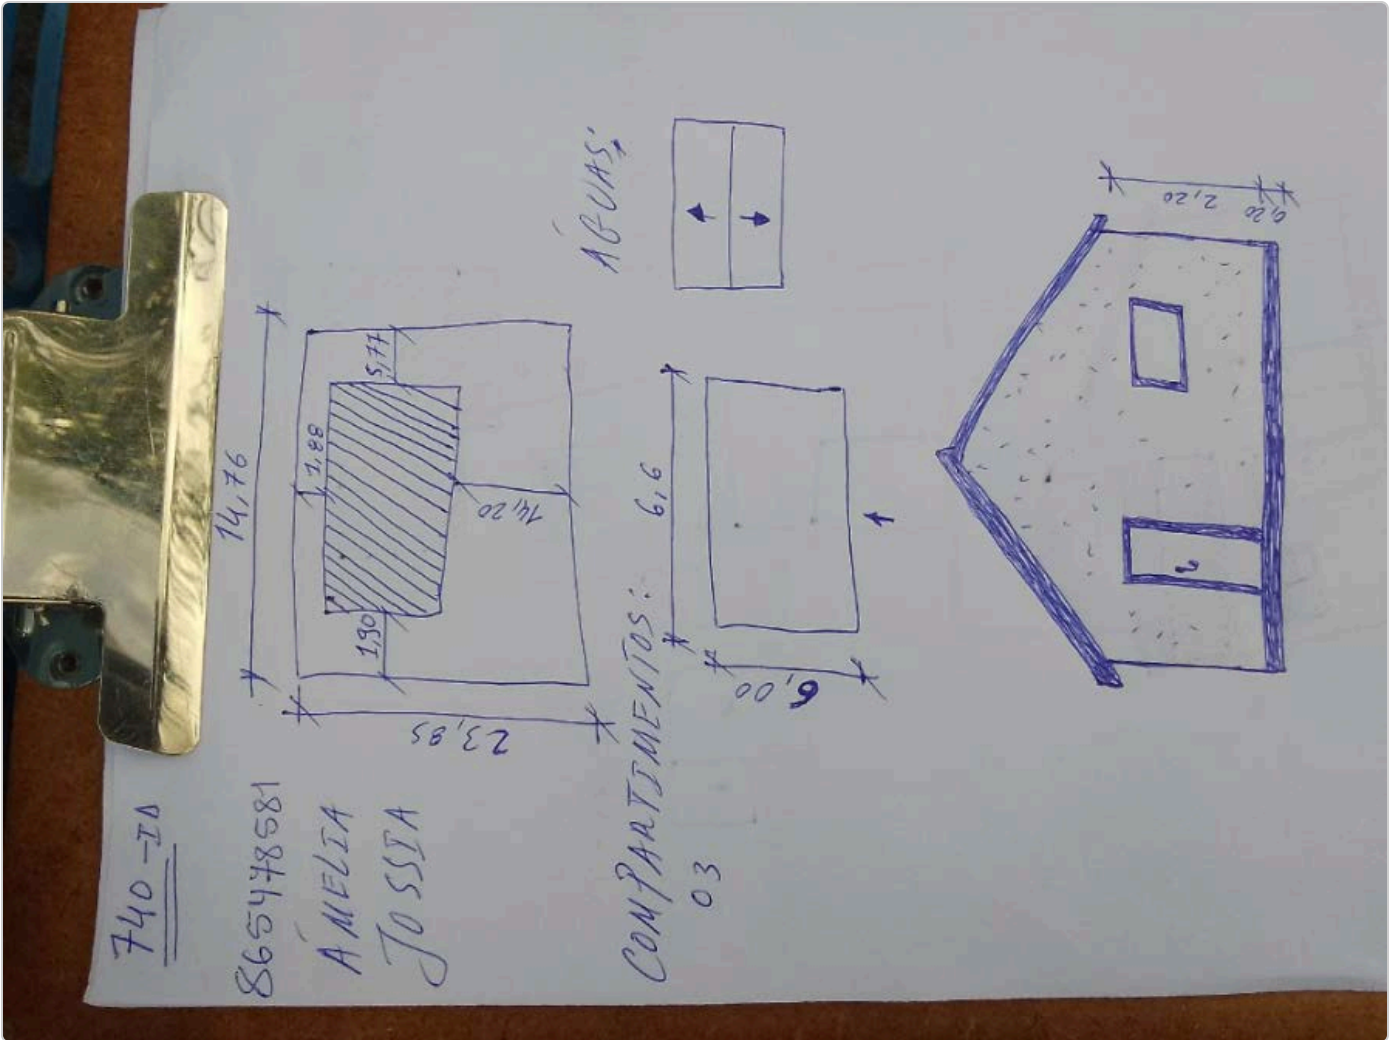 740-ID
865478581
ÁMELIA
JOSSIA
14,76
1,88
5,77
1,90
14,20
23,85
ÁGUAS:
COMPARTIMENTOS:
03
6,6
6,00
2,20
0,20